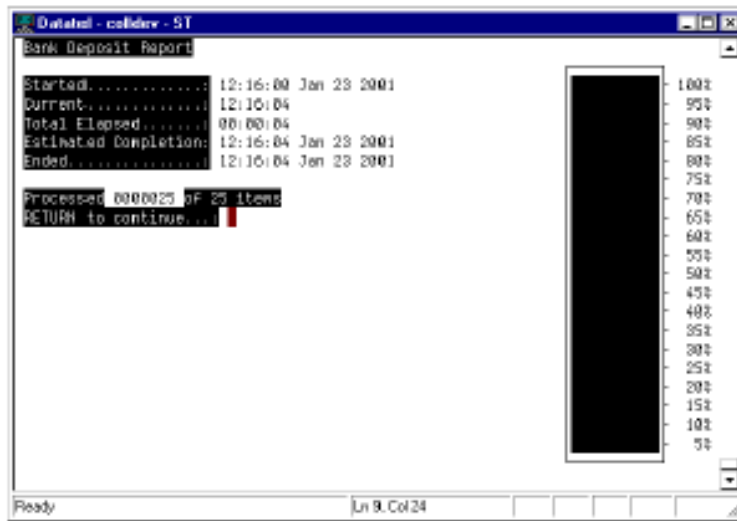 Datatel - colldev - ST
Bank Deposit Report
Started..............: 12:16:00 Jan 23 2001
Current..............: 12:16:04
Total Elapsed.......: 00:00:04
Estimated Completion: 12:16:04 Jan 23 2001
Ended................: 12:16:04 Jan 23 2001
Processed 0000025 of 25 items
RETURN to continue...:
100%
95%
90%
85%
80%
75%
70%
65%
60%
55%
50%
45%
40%
35%
30%
25%
20%
15%
10%
5%
Ready
Ln 9, Col 24